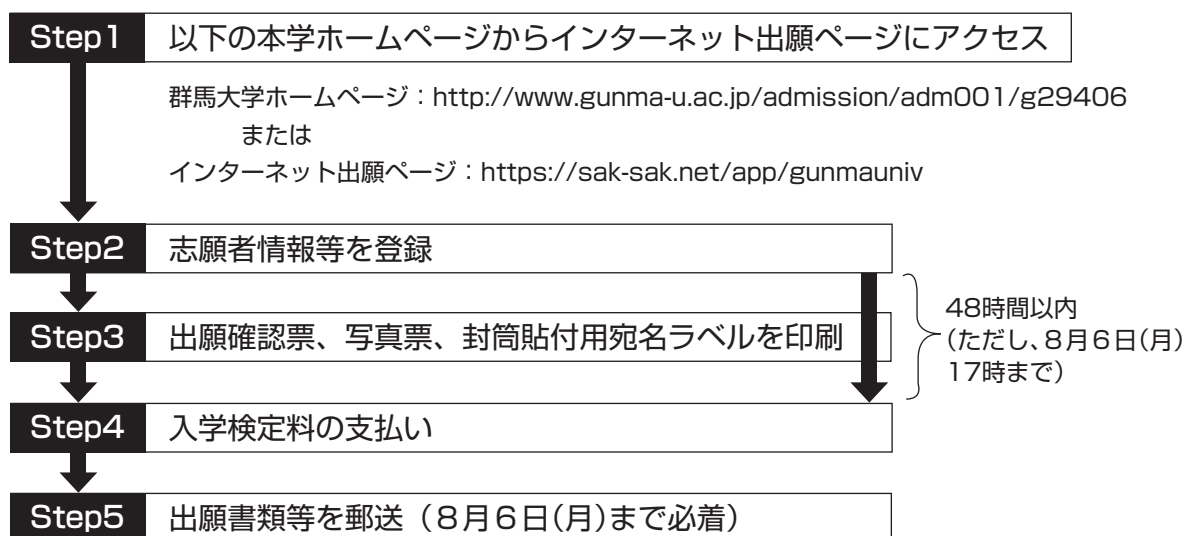 Step1 以下の本学ホームページからインターネット出願ページにアクセス
群馬大学ホームページ：http://www.gunma-u.ac.jp/admission/adm001/g29406
または
インターネット出願ページ：https://sak-sak.net/app/gunmauniv
Step2 志願者情報等を登録
Step3 出願確認票、写真票、封筒貼付用宛名ラベルを印刷
48時間以内
（ただし、８月６日（月）
17時まで）
Step4 入学検定料の支払い
Step5 出願書類等を郵送（８月６日（月）まで必着）